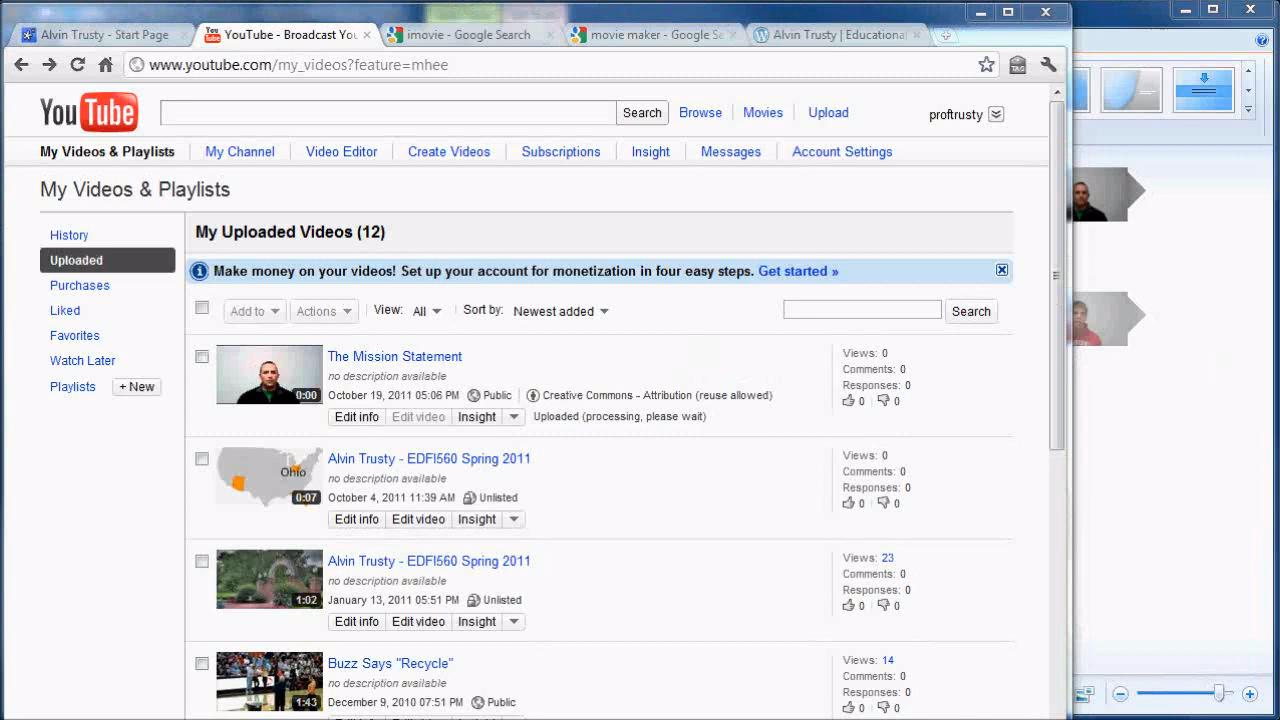 Alvin Trusty - Start Page
YouTube - Broadcast You
imovie - Google Search
movie maker - Google Se
Alvin Trusty | Educational
www.youtube.com/my_videos?feature=mhee
TAG
YouTube
Search
Browse
Movies
Upload
proftrusty
My Videos & Playlists
My Channel
Video Editor
Create Videos
Subscriptions
Insight
Messages
Account Settings
My Videos & Playlists
History
Uploaded
Purchases
Liked
Favorites
Watch Later
Playlists
+ New
My Uploaded Videos (12)
Make money on your videos! Set up your account for monetization in four easy steps. Get started »
Add to
Actions
View: All
Sort by: Newest added
Search
0:00
The Mission Statement
no description available
October 19, 2011 05:06 PM Public Creative Commons - Attribution (reuse allowed)
Edit info Edit video Insight Uploaded (processing, please wait)
Views: 0
Comments: 0
Responses: 0
0 0
Ohio
0:07
Alvin Trusty - EDFI560 Spring 2011
no description available
October 4, 2011 11:39 AM Unlisted
Edit info Edit video Insight
Views: 0
Comments: 0
Responses: 0
0 0
1:02
Alvin Trusty - EDFI560 Spring 2011
no description available
January 13, 2011 05:51 PM Unlisted
Edit info Edit video Insight
Views: 23
Comments: 0
Responses: 0
0 0
1:43
Buzz Says "Recycle"
no description available
December 7, 2010 07:51 PM Public
Edit info Edit video Insight
Views: 14
Comments: 0
Responses: 0
0 0